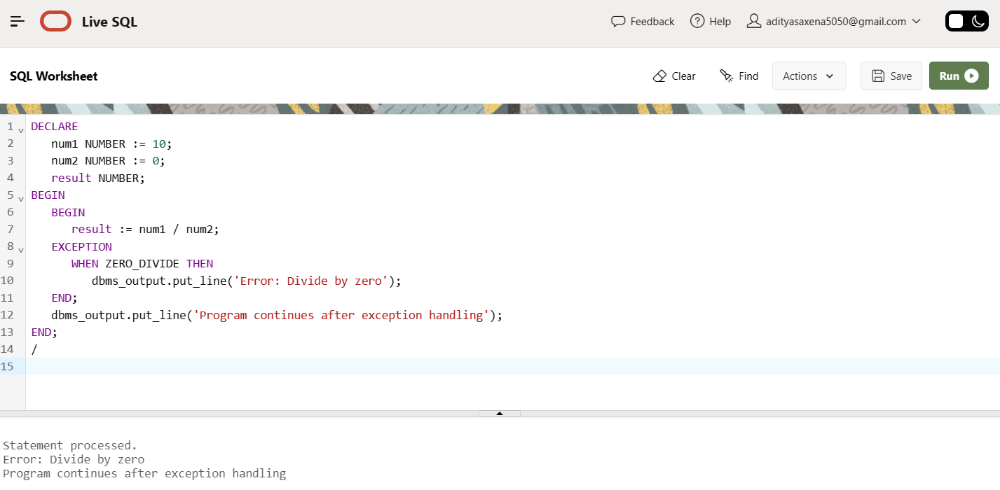 Live SQL
Feedback
Help
adityasaxena5050@gmail.com
SQL Worksheet
Clear
Find
Actions
Save
Run
1 DECLARE
2    num1 NUMBER := 10;
3    num2 NUMBER := 0;
4    result NUMBER;
5 BEGIN
6    BEGIN
7       result := num1 / num2;
8    EXCEPTION
9       WHEN ZERO_DIVIDE THEN
10          dbms_output.put_line('Error: Divide by zero');
11    END;
12    dbms_output.put_line('Program continues after exception handling');
13 END;
14 /
15
Statement processed.
Error: Divide by zero
Program continues after exception handling